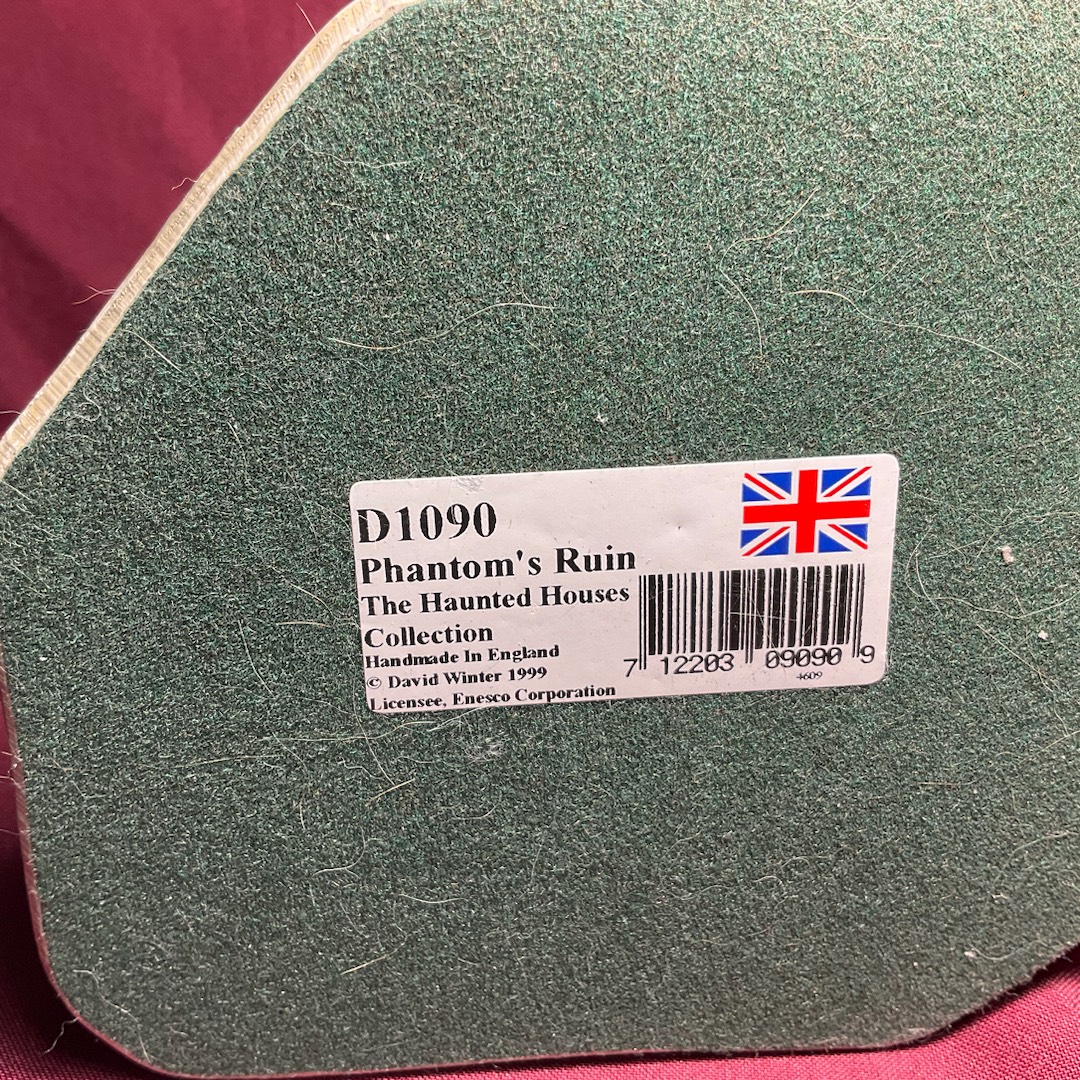 D1090
Phantom's Ruin
The Haunted Houses
Collection
Handmade In England
© David Winter 1999
Licensee, Enesco Corporation
7 12203 09090 9
4609